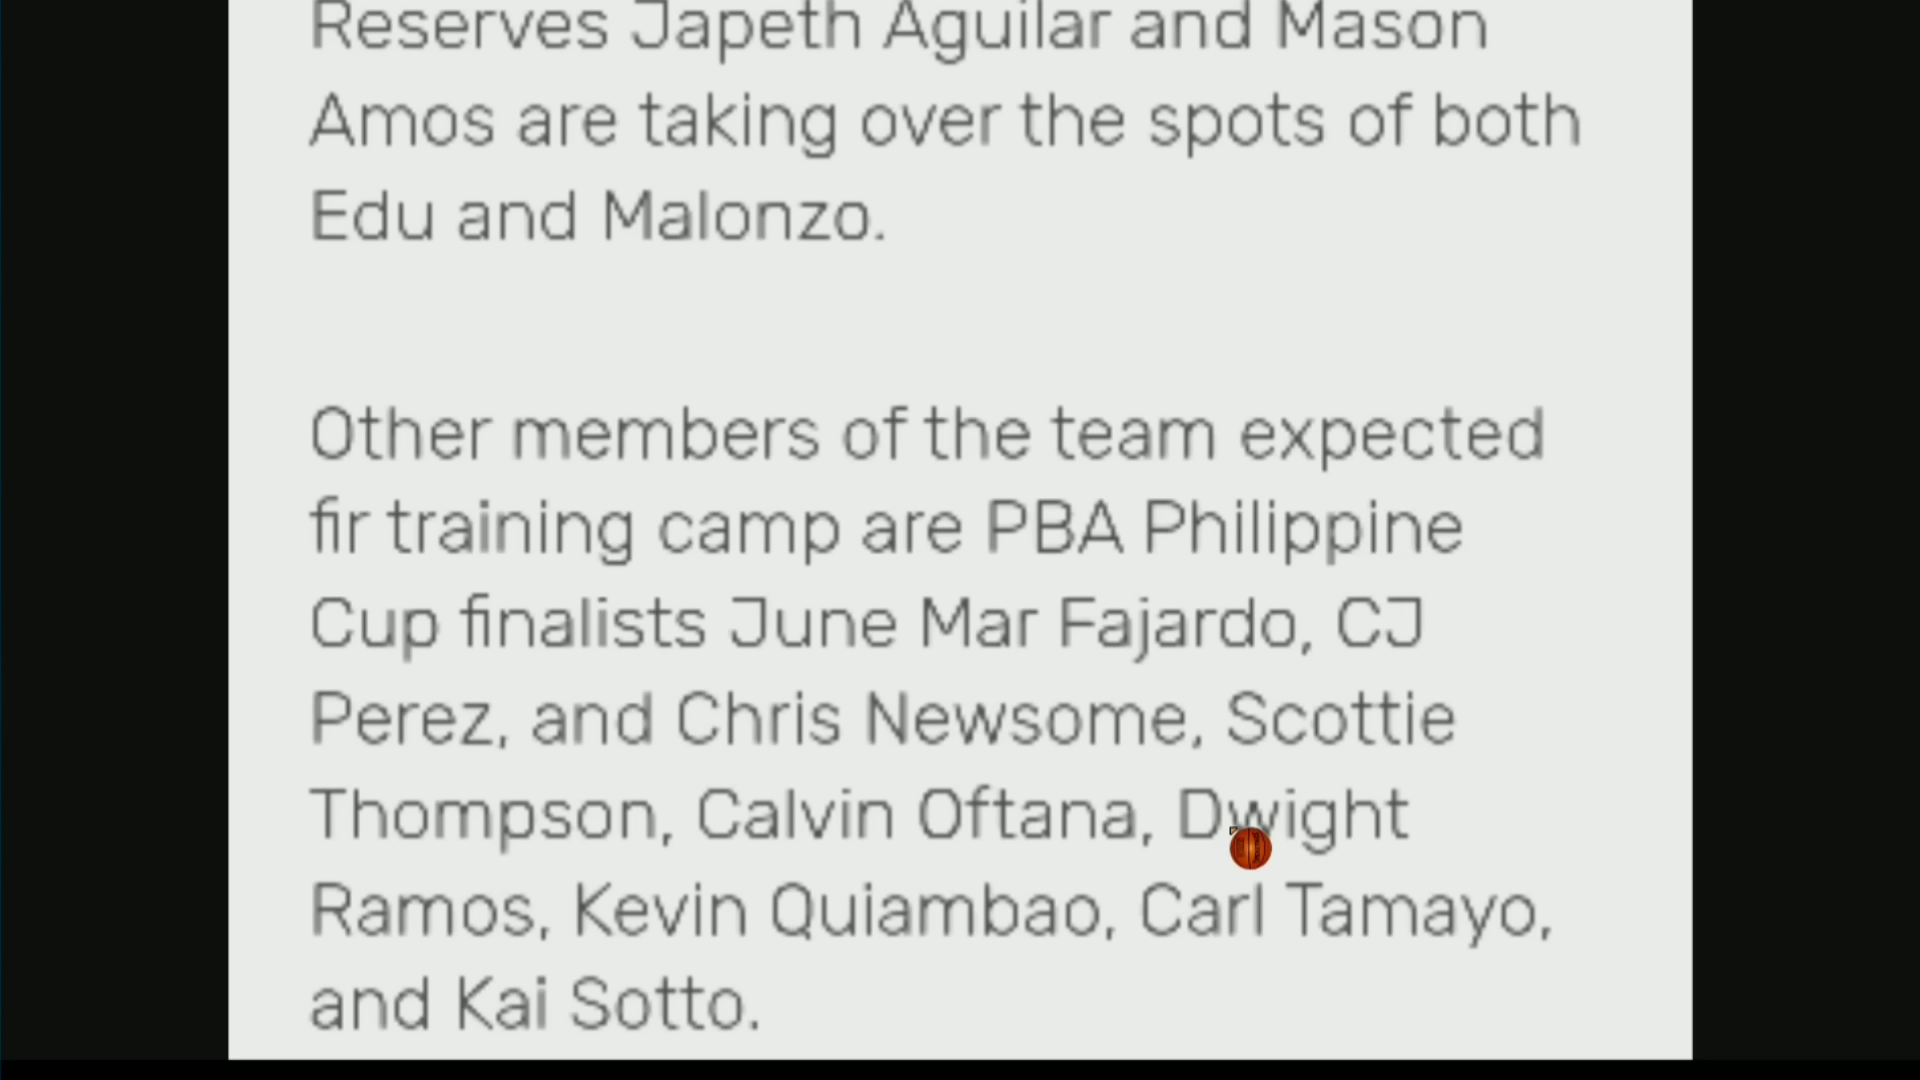 Reserves Japeth Aguilar and Mason
Amos are taking over the spots of both
Edu and Malonzo.
Other members of the team expected
fir training camp are PBA Philippine
Cup finalists June Mar Fajardo, CJ
Perez, and Chris Newsome, Scottie
Thompson, Calvin Oftana, Dwight
Ramos, Kevin Quiambao, Carl Tamayo,
and Kai Sotto.